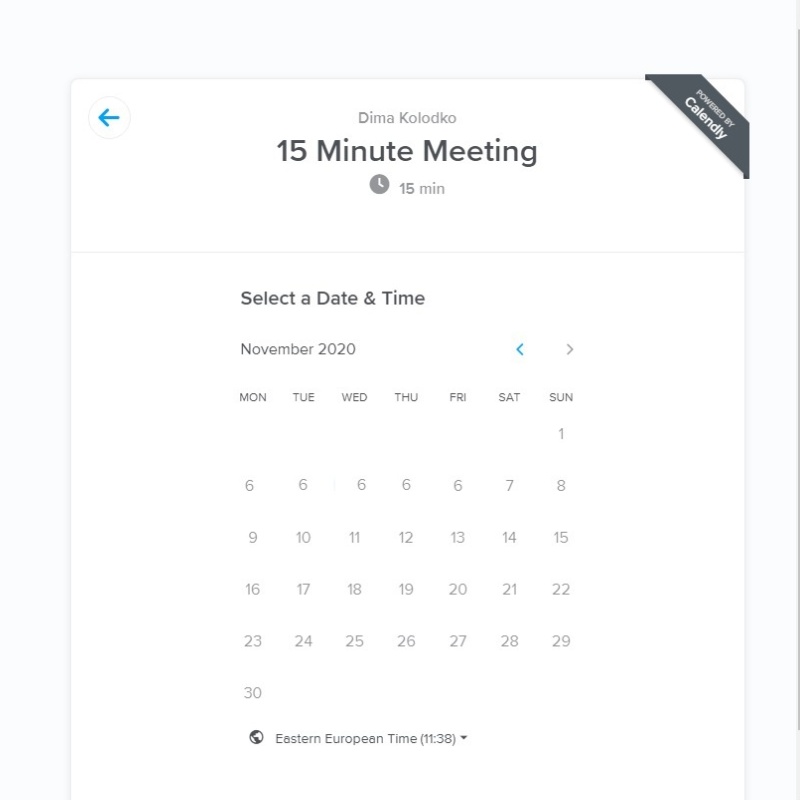 POWERED BY
Calendly
Dima Kolodko
15 Minute Meeting
15 min
Select a Date & Time
November 2020
MON TUE WED THU FRI SAT SUN
1
6 6 6 6 6 7 8
9 10 11 12 13 14 15
16 17 18 19 20 21 22
23 24 25 26 27 28 29
30
Eastern European Time (11:38)